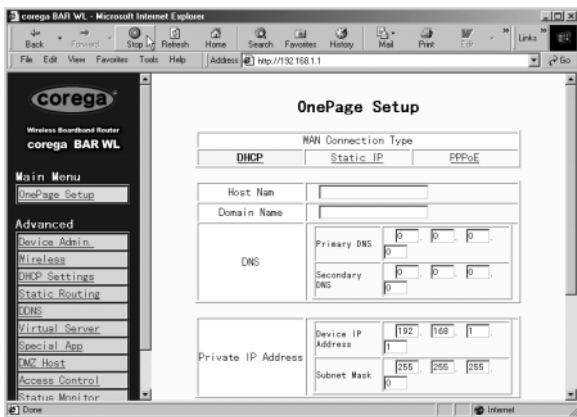 corega BAR WL - Microsoft Internet Explorer
Back Forward Stop Refresh Home Search Favorites History Mail Print Edit Links
File Edit View Favorites Tools Help Address http://192.168.1.1 Go
corega
Wireless Boardband Router
corega BAR WL
Main Menu
OnePage Setup
Advanced
Device Admin.
Wireless
DHCP Settings
Static Routing
DDNS
Virtual Server
Special App
DMZ Host
Access Control
Status Monitor
OnePage Setup
WAN Connection Type
DHCP Static IP PPPoE
Host Nam
Domain Name
DNS
Primary DNS 0 . 0 . 0 .
0
Secondary DNS 0 . 0 . 0 .
0
Private IP Address
Device IP Address 192 . 168 . 1 .
1
Subnet Mask 255 . 255 . 255 .
0
Done Internet